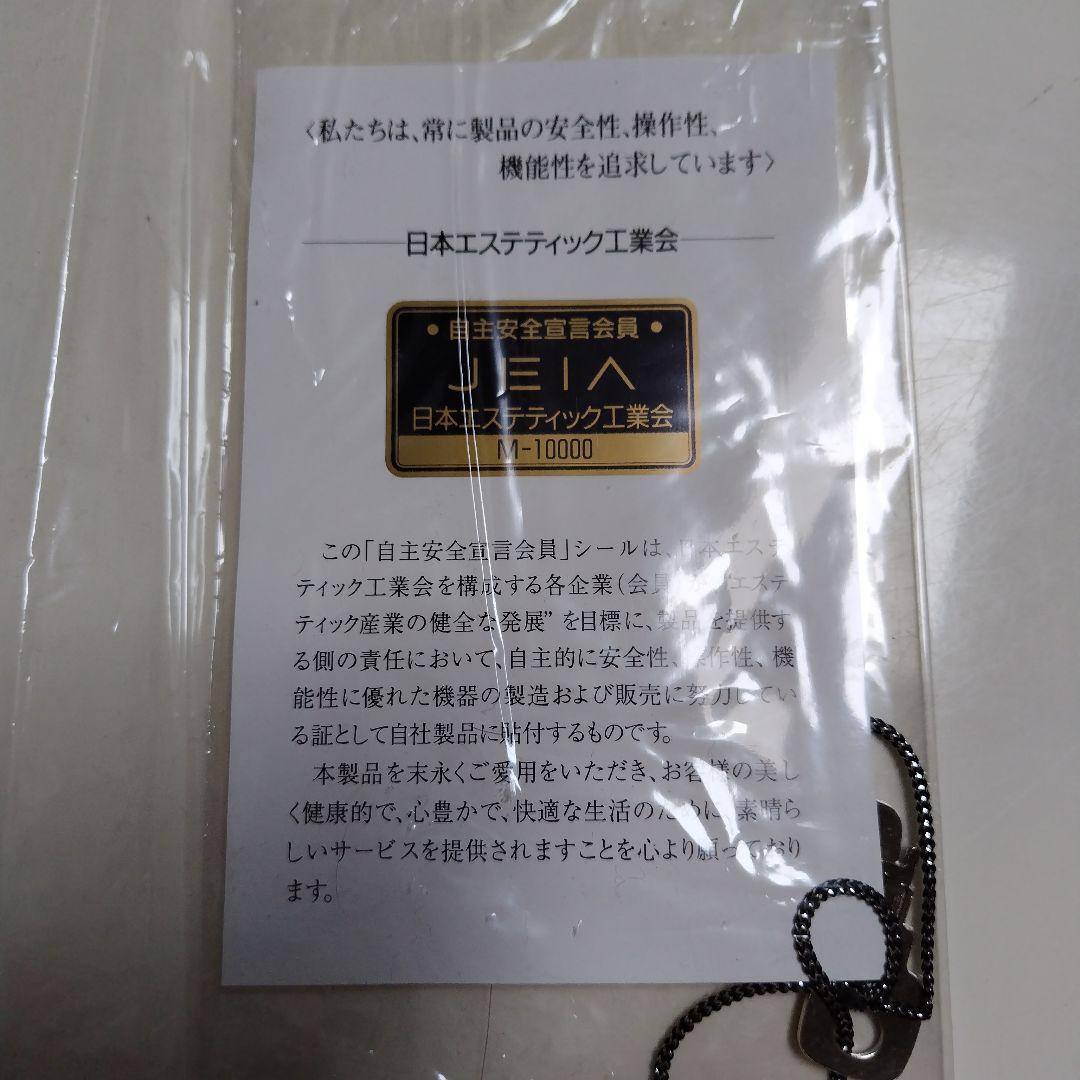 〈私たちは、常に製品の安全性、操作性、
機能性を追求しています〉
日本エステティック工業会
• 自主安全宣言会員 •
JEIA
日本エステティック工業会
M-10000
この「自主安全宣言会員」シールは、日本エステ
ティック工業会を構成する各企業(会員 エステ
ティック産業の健全な発展” を目標に、製品を提供す
る側の責任において、自主的に安全性、操作性、機
能性に優れた機器の製造および販売に努力してい
る証として自社製品に貼付するものです。
本製品を末永くご愛用をいただき、お客様の美し
く健康的で、心豊かで、快適な生活のために、素晴ら
しいサービスを提供されますことを心より願っており
ます。